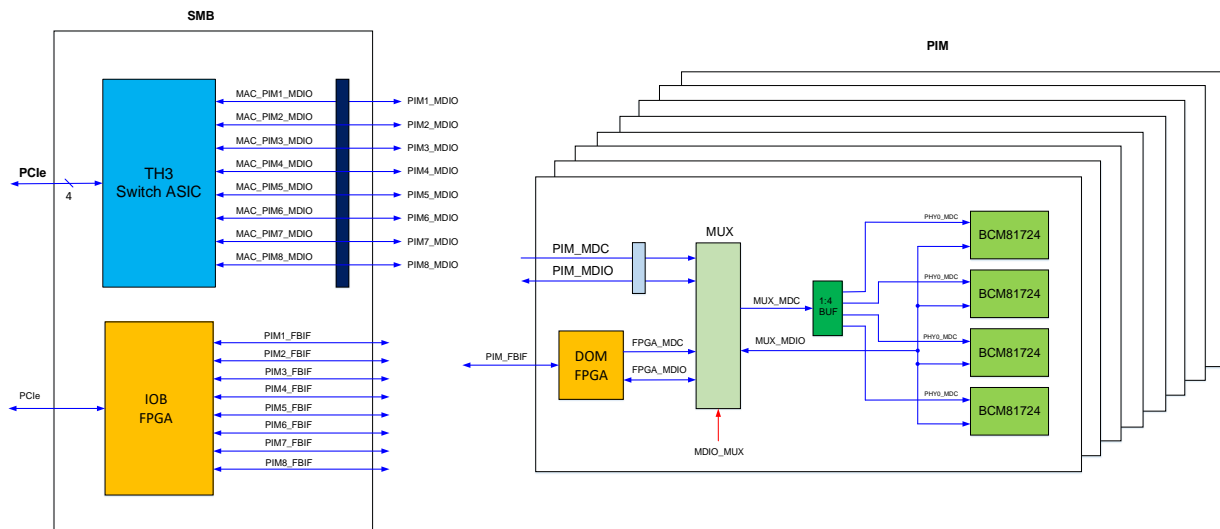 SMB
TH3
Switch ASIC
PCIe
4
MAC_PIM1_MDIO
PIM1_MDIO
MAC_PIM2_MDIO
PIM2_MDIO
MAC_PIM3_MDIO
PIM3_MDIO
MAC_PIM4_MDIO
PIM4_MDIO
MAC_PIM5_MDIO
PIM5_MDIO
MAC_PIM6_MDIO
PIM6_MDIO
MAC_PIM7_MDIO
PIM7_MDIO
MAC_PIM8_MDIO
PIM8_MDIO
PCIe
IOB
FPGA
PIM1_FBIF
PIM2_FBIF
PIM3_FBIF
PIM4_FBIF
PIM5_FBIF
PIM6_FBIF
PIM7_FBIF
PIM8_FBIF
PIM
PIM_MDC
PIM_MDIO
PIM_FBIF
DOM
FPGA
FPGA_MDC
FPGA_MDIO
MUX
MDIO_MUX
MUX_MDC
MUX_MDIO
1:4
BUF
PHY0_MDC
BCM81724
PHY0_MDC
BCM81724
PHY0_MDC
BCM81724
PHY0_MDC
BCM81724